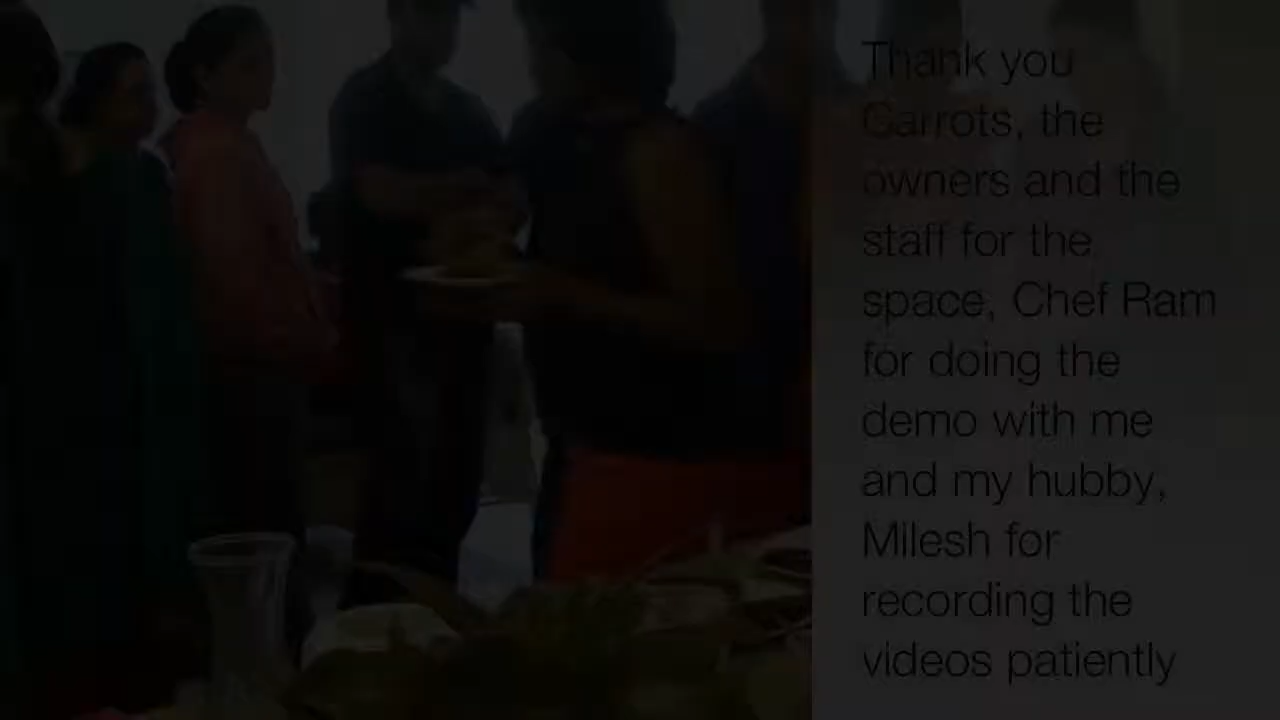 Thank you
Carrots, the
owners and the
staff for the
space, Chef Ram
for doing the
demo with me
and my hubby,
Milesh for
recording the
videos patiently